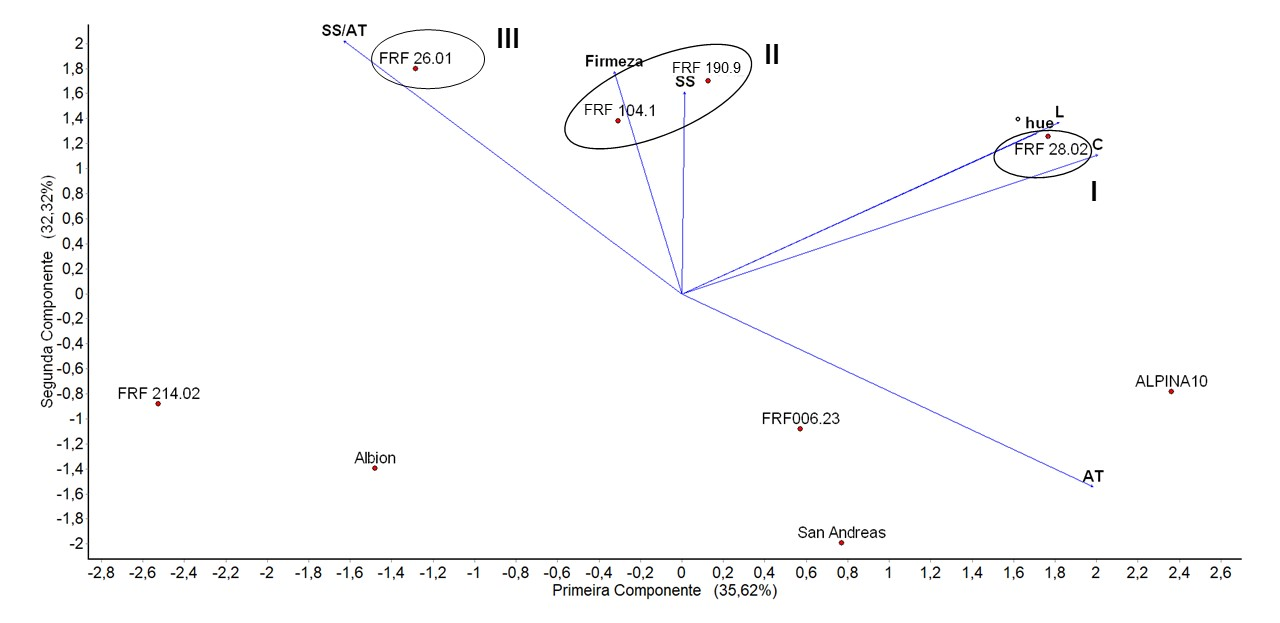 SS/AT
III
FRF 26.01
II
Firmeza
FRF 190.9
SS
FRF 104.1
L
° hue
C
FRF 28.02
I
FRF 214.02
Albion
FRF006.23
San Andreas
ALPINA10
AT
Segunda Componente (32,32%)
2
1,8
1,6
1,4
1,2
1
0,8
0,6
0,4
0,2
0
-0,2
-0,4
-0,6
-0,8
-1
-1,2
-1,4
-1,6
-1,8
-2
-2,8 -2,6 -2,4 -2,2 -2 -1,8 -1,6 -1,4 -1,2 -1 -0,8 -0,6 -0,4 -0,2 0 0,2 0,4 0,6 0,8 1 1,2 1,4 1,6 1,8 2 2,2 2,4 2,6
Primeira Componente (35,62%)